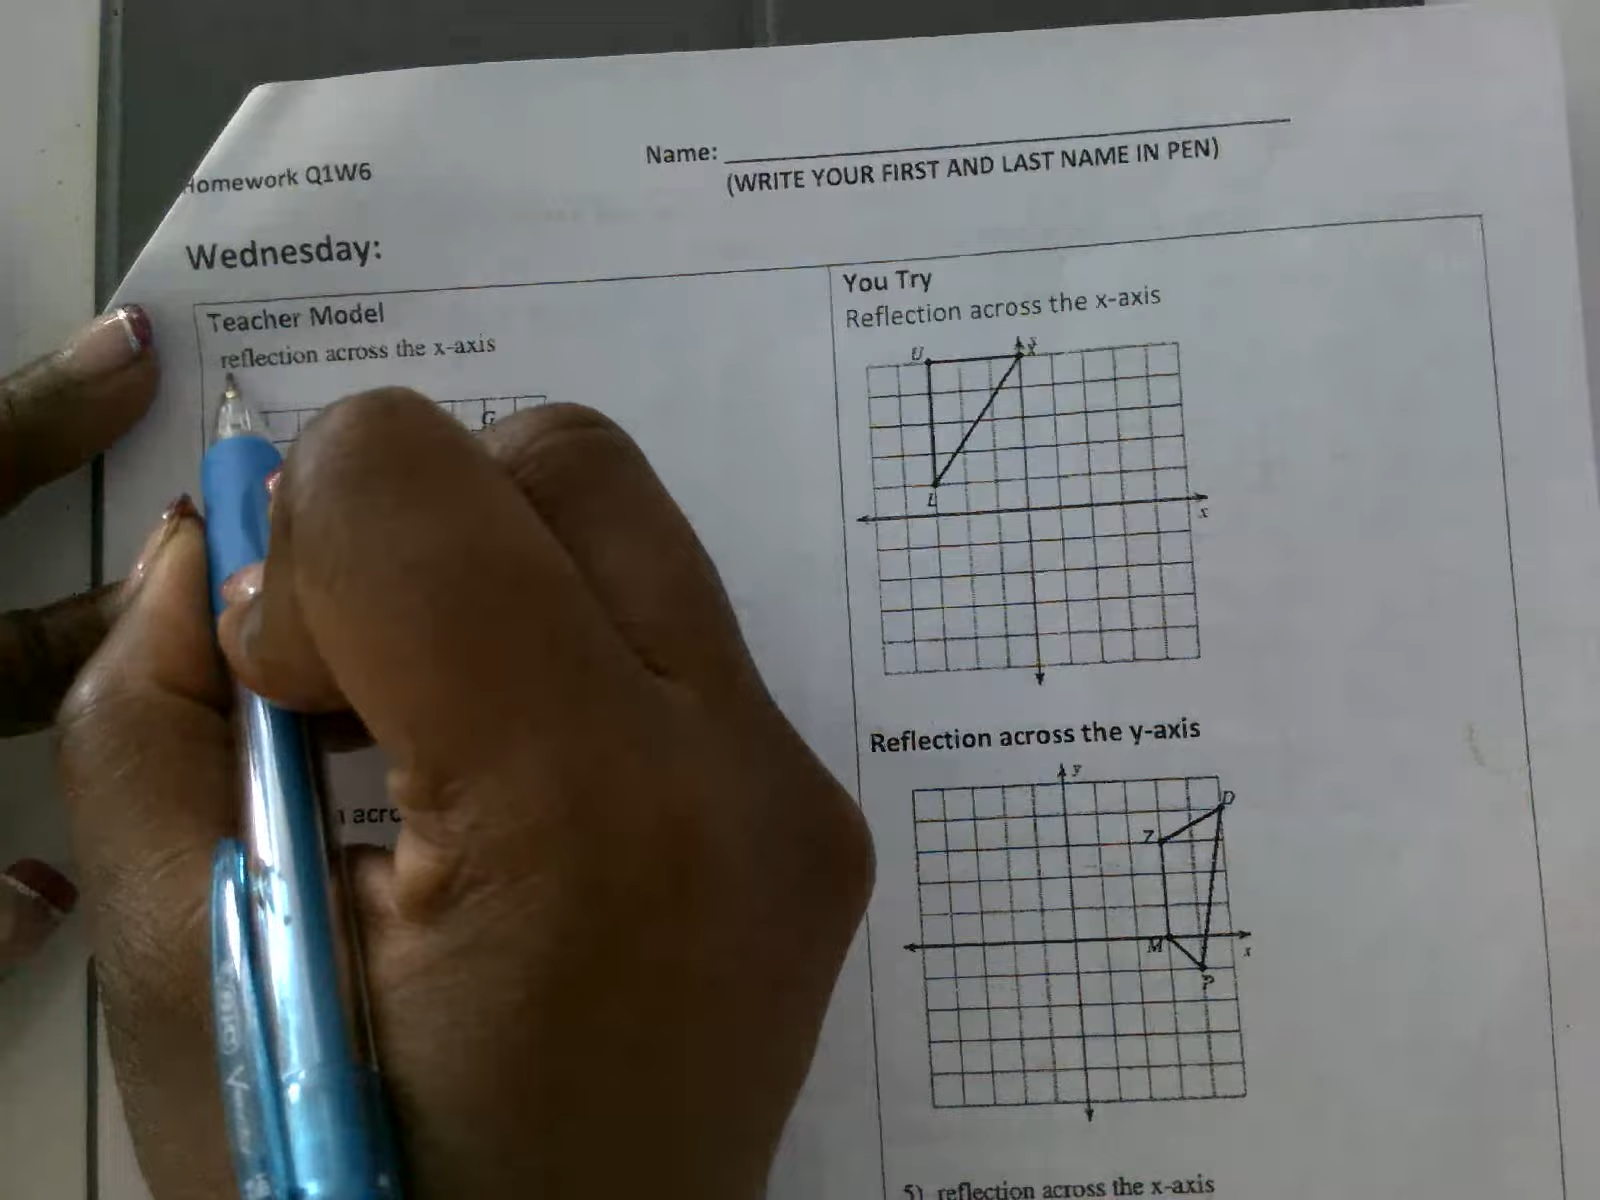 Homework Q1W6
Name:
(WRITE YOUR FIRST AND LAST NAME IN PEN)
Wednesday:
Teacher Model
reflection across the x-axis
G
You Try
Reflection across the x-axis
U
L
x
Reflection across the y-axis
y
D
Z
M
x
P
5) reflection across the x-axis